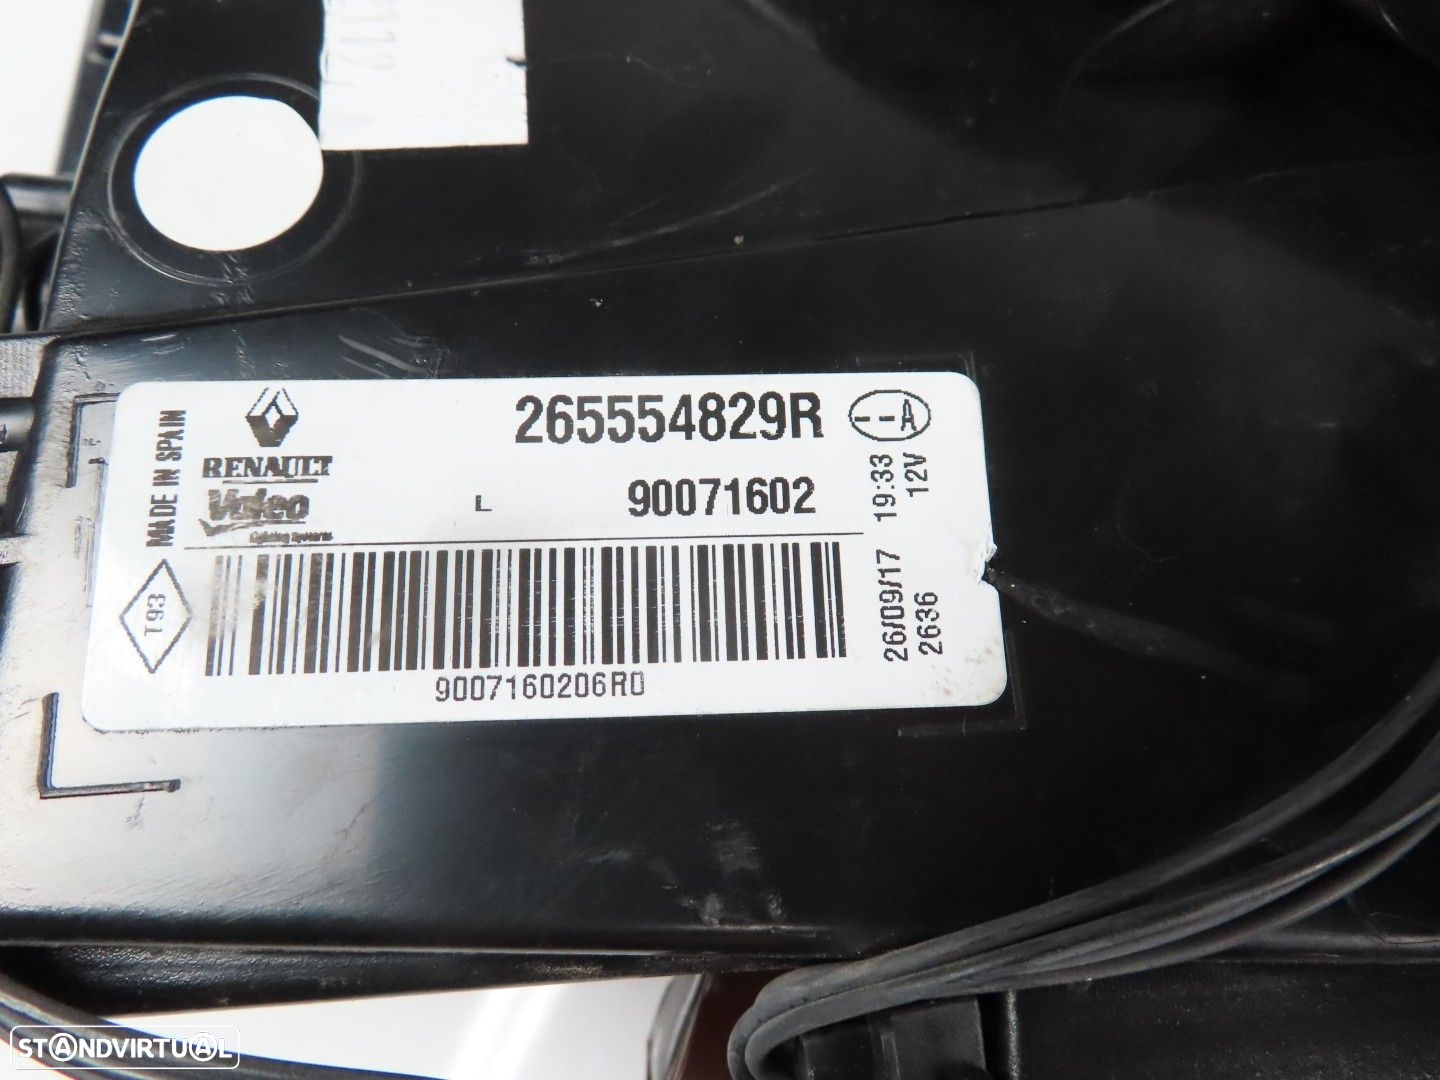 MADE IN SPAIN
RENAULT
Valeo
265554829R
--A
L
90071602
19:33
12V
T93
26/09/17
2636
9007160206R0
STANDVIRTUAL